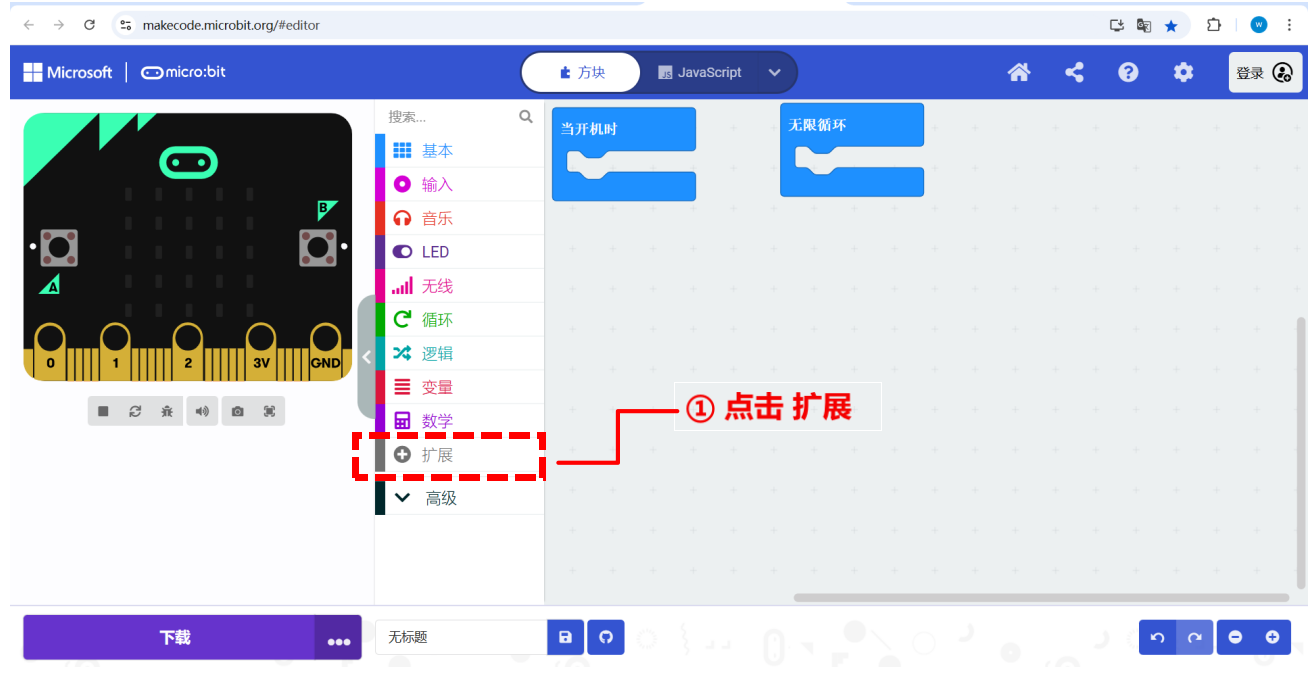 makecode.microbit.org/#editor
W
Microsoft
micro:bit
方块
JS JavaScript
登录
搜索...
基本
输入
音乐
LED
无线
循环
逻辑
变量
数学
扩展
高级
当开机时
无限循环
B
A
0 1 2 3V GND
① 点击 扩展
下载
无标题